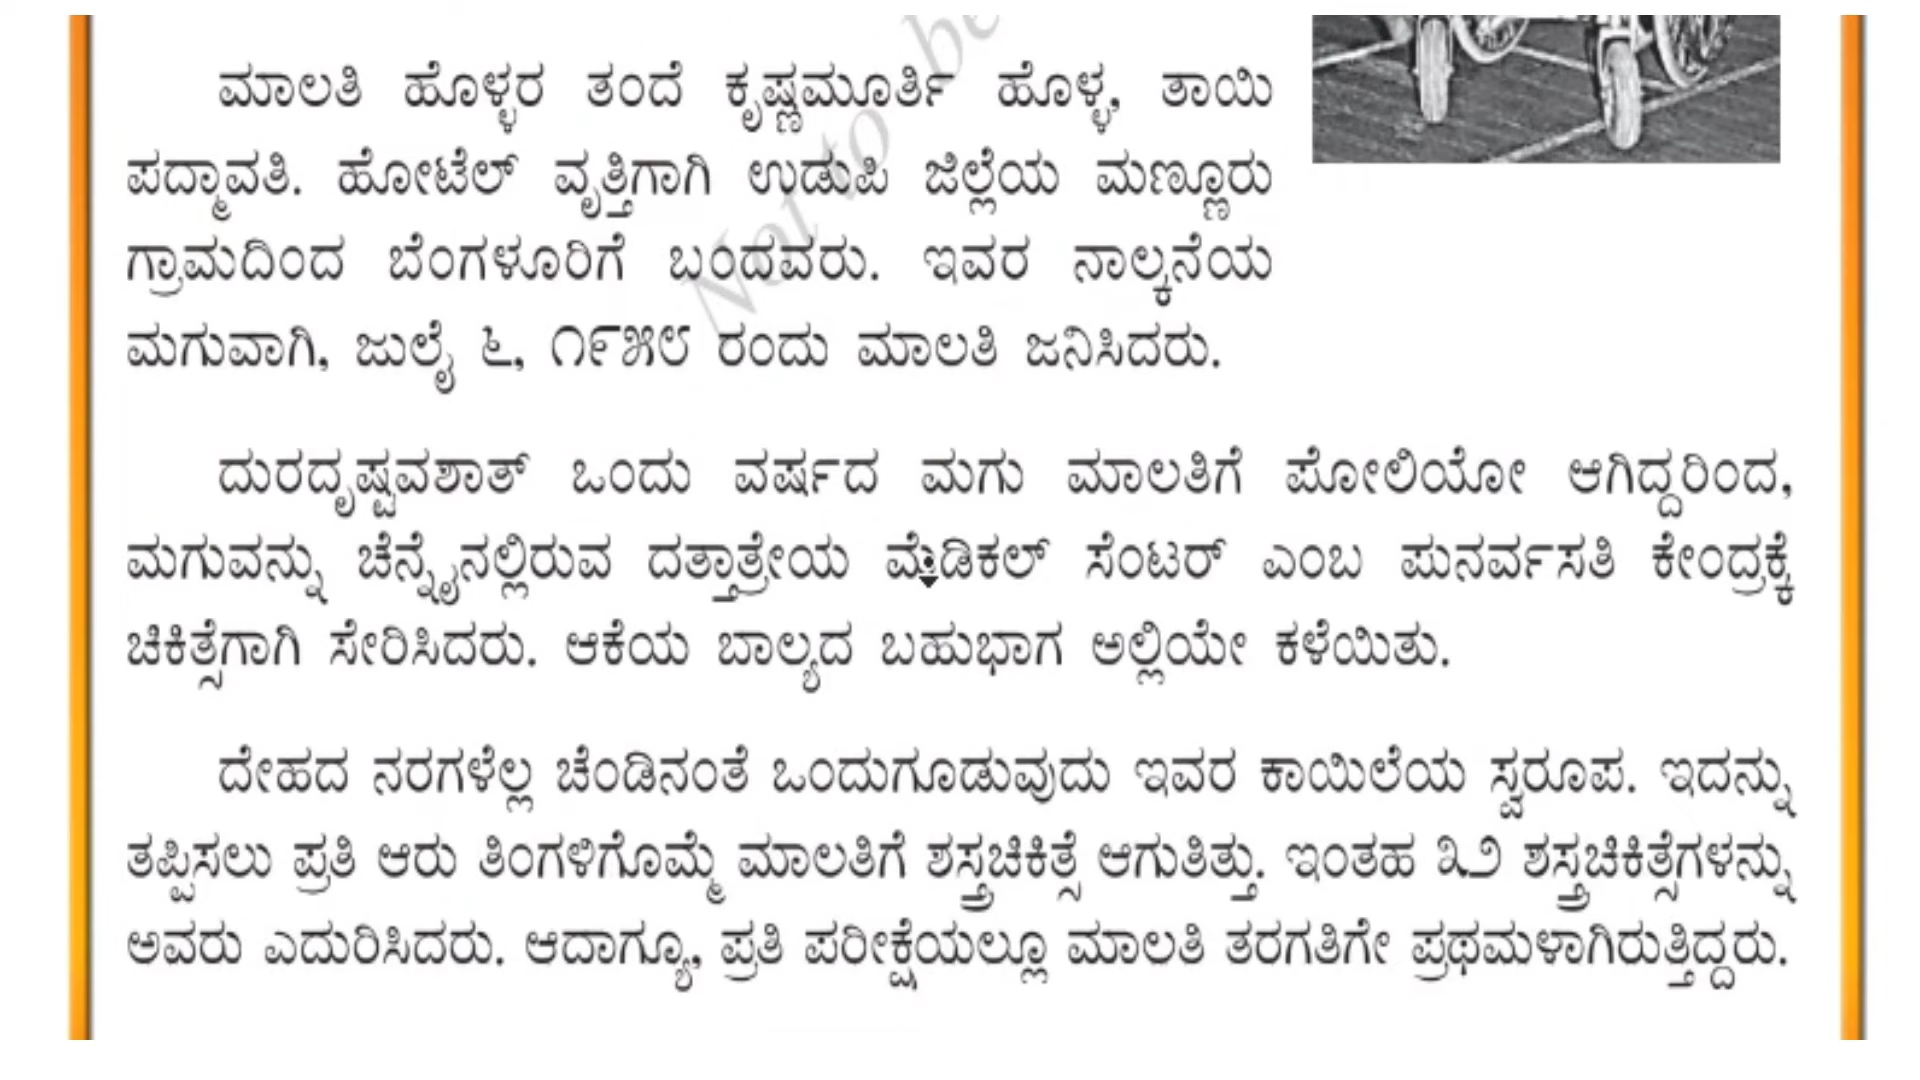 ಮಾಲತಿ ಹೊಳ್ಳರ ತಂದೆ ಕೃಷ್ಣಮೂರ್ತಿ ಹೊಳ್ಳ, ತಾಯಿ
ಪದ್ಮಾವತಿ. ಹೋಟೆಲ್ ವೃತ್ತಿಗಾಗಿ ಉಡುಪಿ ಜಿಲ್ಲೆಯ ಮಣ್ಣೂರು
ಗ್ರಾಮದಿಂದ ಬೆಂಗಳೂರಿಗೆ ಬಂದವರು. ಇವರ ನಾಲ್ಕನೆಯ
ಮಗುವಾಗಿ, ಜುಲೈ ೬, ೧೯೫೮ ರಂದು ಮಾಲತಿ ಜನಿಸಿದರು.
ದುರದೃಷ್ಟವಶಾತ್ ಒಂದು ವರ್ಷದ ಮಗು ಮಾಲತಿಗೆ ಪೋಲಿಯೋ ಆಗಿದ್ದರಿಂದ,
ಮಗುವನ್ನು ಚೆನ್ನೈನಲ್ಲಿರುವ ದತ್ತಾತ್ರೇಯ ಮೆಡಿಕಲ್ ಸೆಂಟರ್ ಎಂಬ ಪುನರ್ವಸತಿ ಕೇಂದ್ರಕ್ಕೆ
ಚಿಕಿತ್ಸೆಗಾಗಿ ಸೇರಿಸಿದರು. ಆಕೆಯ ಬಾಲ್ಯದ ಬಹುಭಾಗ ಅಲ್ಲಿಯೇ ಕಳೆಯಿತು.
ದೇಹದ ನರಗಳೆಲ್ಲ ಚೆಂಡಿನಂತೆ ಒಂದುಗೂಡುವುದು ಇವರ ಕಾಯಿಲೆಯ ಸ್ವರೂಪ. ಇದನ್ನು
ತಪ್ಪಿಸಲು ಪ್ರತಿ ಆರು ತಿಂಗಳಿಗೊಮ್ಮೆ ಮಾಲತಿಗೆ ಶಸ್ತ್ರಚಿಕಿತ್ಸೆ ಆಗುತಿತ್ತು. ಇಂತಹ ೩೨ ಶಸ್ತ್ರಚಿಕಿತ್ಸೆಗಳನ್ನು
ಅವರು ಎದುರಿಸಿದರು. ಆದಾಗ್ಯೂ, ಪ್ರತಿ ಪರೀಕ್ಷೆಯಲ್ಲೂ ಮಾಲತಿ ತರಗತಿಗೇ ಪ್ರಥಮಳಾಗಿರುತ್ತಿದ್ದರು.
Not to be